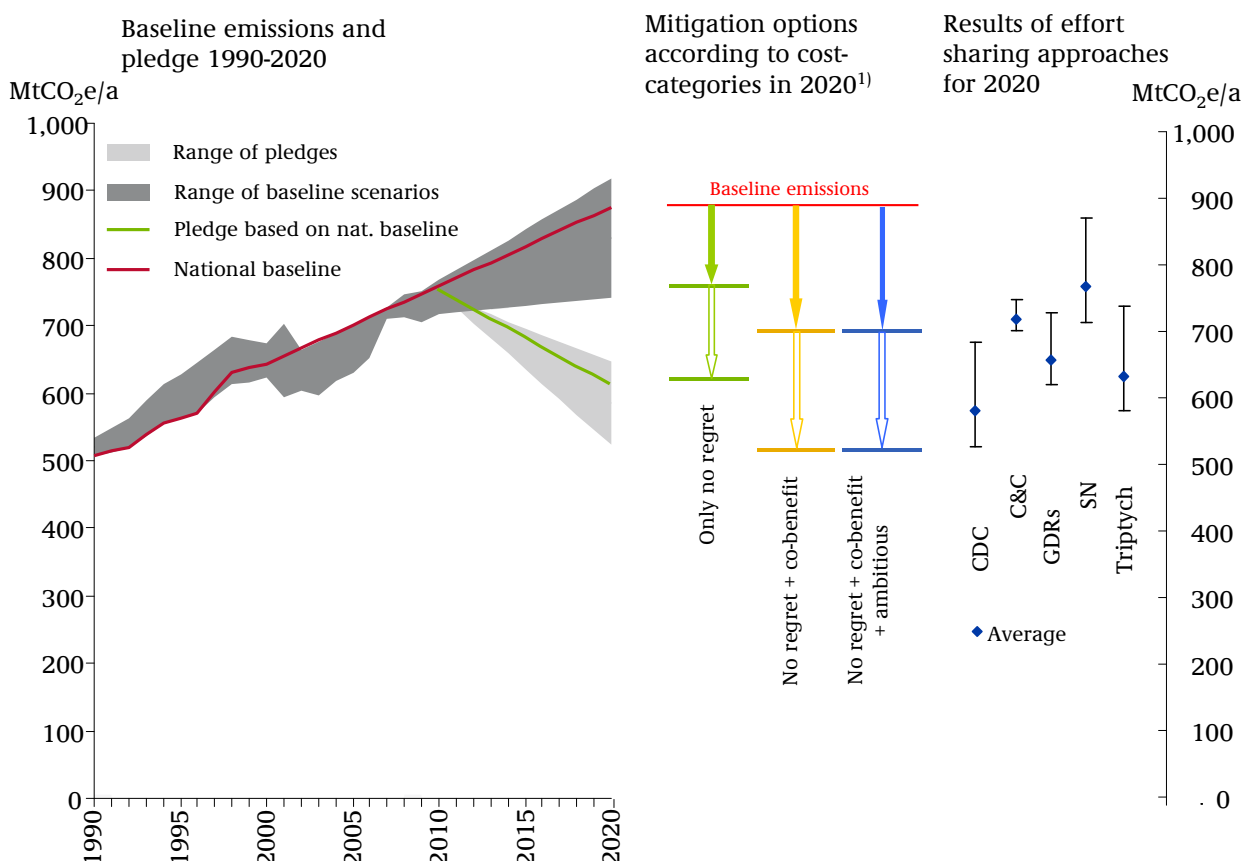 Baseline emissions and
pledge 1990-2020
MtCO₂e/a
1,000
900
800
700
600
500
400
300
200
100
0
Range of pledges
Range of baseline scenarios
Pledge based on nat. baseline
National baseline
1990
1995
2000
2005
2010
2015
2020
Mitigation options
according to cost-
categories in 2020¹⁾
Baseline emissions
Only no regret
No regret + co-benefit
No regret + co-benefit
+ ambitious
Results of effort
sharing approaches
for 2020
MtCO₂e/a
CDC
C&C
GDRs
SN
Triptych
Average
1,000
900
800
700
600
500
400
300
200
100
0